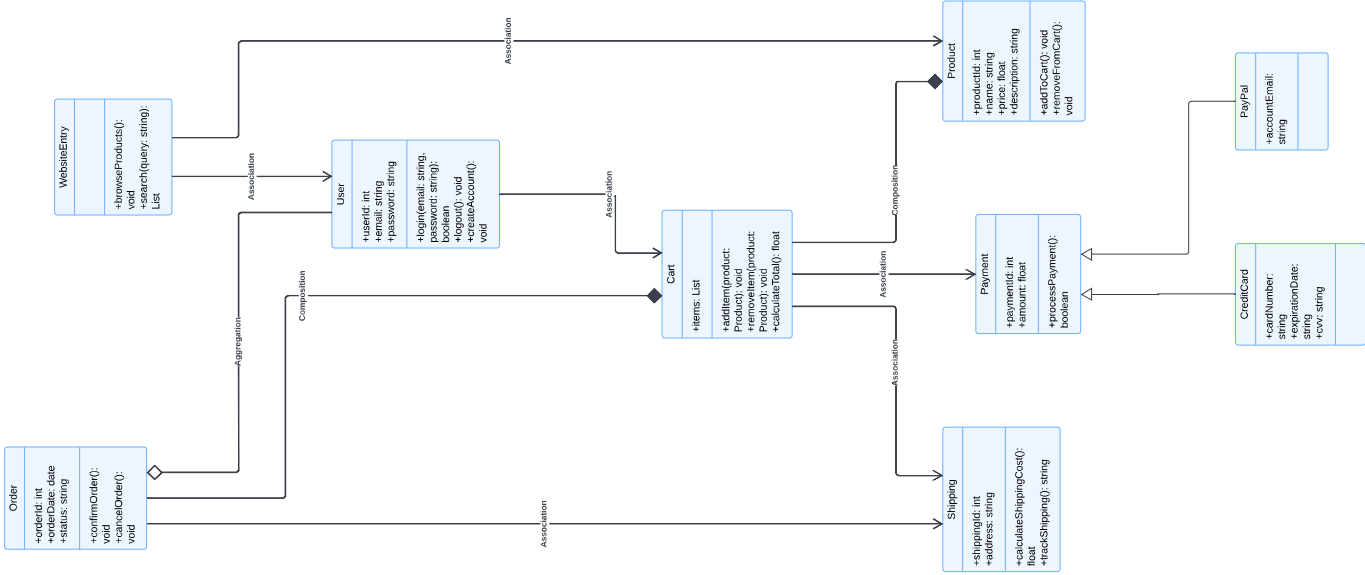 WebsiteEntry
+browseProducts():
void
+search(query: string):
List
Association
Association
Product
+productId: int
+name: string
+price: float
+description: string
+addToCart(): void
+removeFromCart():
void
User
+userId: int
+email: string
+password: string
+login(email: string,
password: string):
boolean
+logout(): void
+createAccount():
void
Association
Aggregation
Composition
Cart
+items: List
+addItem(product:
Product): void
+removeItem(product:
Product): void
+calculateTotal(): float
Composition
Association
Association
Payment
+paymentId: int
+amount: float
+processPayment():
boolean
PayPal
+accountEmail:
string
CreditCard
+cardNumber:
string
+expirationDate:
string
+cvv: string
Order
+orderId: int
+orderDate: date
+status: string
+confirmOrder():
void
+cancelOrder():
void
Association
Shipping
+shippingId: int
+address: string
+calculateShippingCost():
float
+trackShipping(): string